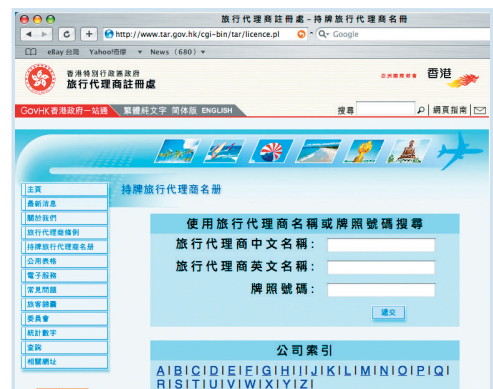 旅行代理商註冊處 - 持牌旅行代理商名冊
http://www.tar.gov.hk/cgi-bin/tar/licence.pl
Google
eBay 台灣 Yahoo!奇摩 News (680)
香港特別行政區政府
旅行代理商註冊處
亞洲國際都會
香港
GovHK香港政府一站通
繁體純文字 简体版 ENGLISH
搜尋
網頁指南
持牌旅行代理商名冊
主頁
最新消息
關於我們
旅行代理商條例
持牌旅行代理商名冊
公用表格
電子服務
常見問題
旅客錦囊
委員會
統計數字
查詢
相關網址
使用旅行代理商名稱或牌照號碼搜尋
旅行代理商中文名稱:
旅行代理商英文名稱:
牌照號碼:
遞交
公司索引
A|B|C|D|E|F|G|H|I|J|K|L|M|N|O|P|Q|
R|S|T|U|V|W|X|Y|Z|